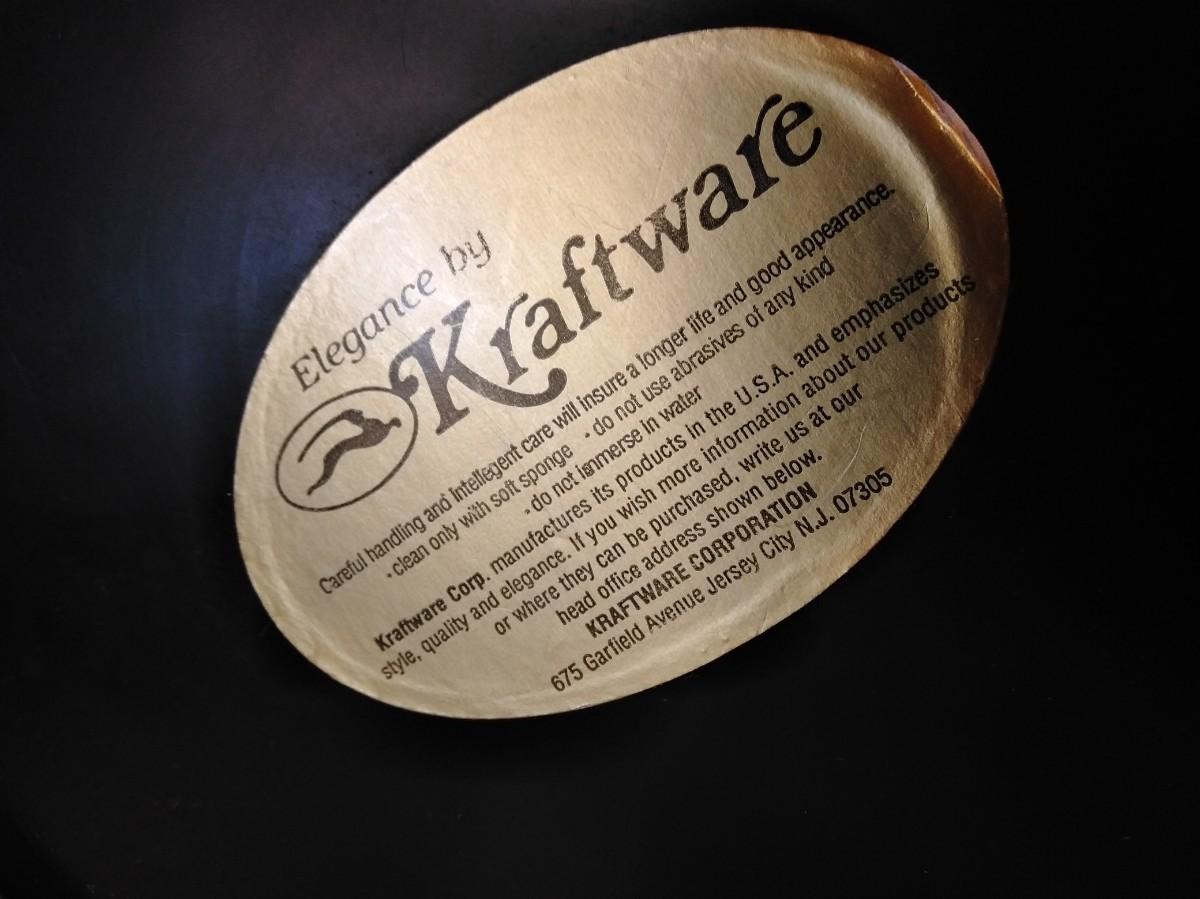 Elegance by
Kraftware
Careful handling and intellegent care will insure a longer life and good appearance.
· clean only with soft sponge · do not use abrasives of any kind
· do not immerse in water
Kraftware Corp. manufactures its products in the U.S.A. and emphasizes
style, quality and elegance. If you wish more information about our products
or where they can be purchased, write us at our
head office address shown below.
KRAFTWARE CORPORATION
675 Garfield Avenue Jersey City N.J. 07305